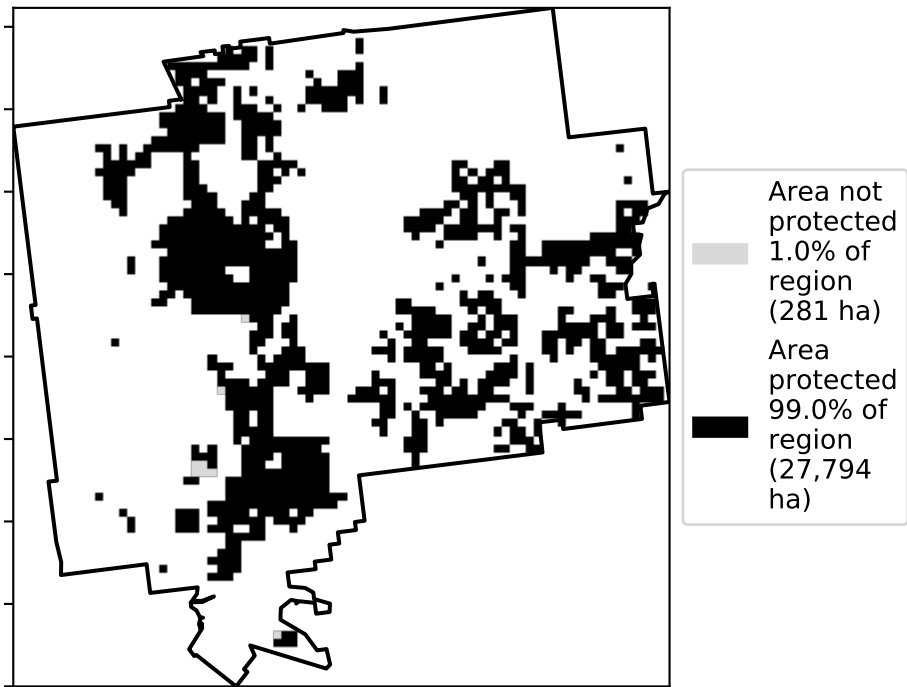 Area not
protected
1.0% of
region
(281 ha)
Area
protected
99.0% of
region
(27,794
ha)